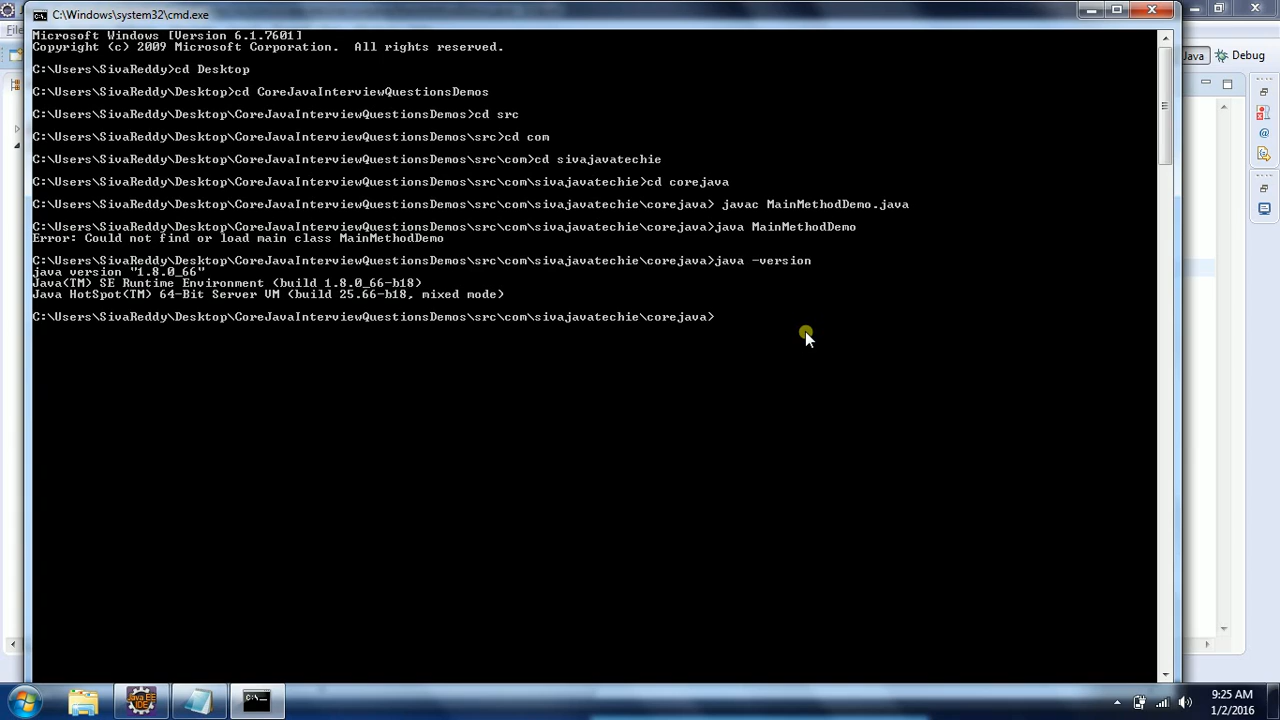 C:\Windows\system32\cmd.exe
Microsoft Windows [Version 6.1.7601]
Copyright (c) 2009 Microsoft Corporation.  All rights reserved.
C:\Users\SivaReddy>cd Desktop
C:\Users\SivaReddy\Desktop>cd CoreJavaInterviewQuestionsDemos
C:\Users\SivaReddy\Desktop\CoreJavaInterviewQuestionsDemos>cd src
C:\Users\SivaReddy\Desktop\CoreJavaInterviewQuestionsDemos\src>cd com
C:\Users\SivaReddy\Desktop\CoreJavaInterviewQuestionsDemos\src\com>cd sivajavatechie
C:\Users\SivaReddy\Desktop\CoreJavaInterviewQuestionsDemos\src\com\sivajavatechie>cd corejava
C:\Users\SivaReddy\Desktop\CoreJavaInterviewQuestionsDemos\src\com\sivajavatechie\corejava> javac MainMethodDemo.java
C:\Users\SivaReddy\Desktop\CoreJavaInterviewQuestionsDemos\src\com\sivajavatechie\corejava>java MainMethodDemo
Error: Could not find or load main class MainMethodDemo
C:\Users\SivaReddy\Desktop\CoreJavaInterviewQuestionsDemos\src\com\sivajavatechie\corejava>java -version
java version "1.8.0_66"
Java(TM) SE Runtime Environment (build 1.8.0_66-b18)
Java HotSpot(TM) 64-Bit Server VM (build 25.66-b18, mixed mode)
C:\Users\SivaReddy\Desktop\CoreJavaInterviewQuestionsDemos\src\com\sivajavatechie\corejava>
Java Debug
Java EE
IDE
C:\.
9:25 AM
1/2/2016